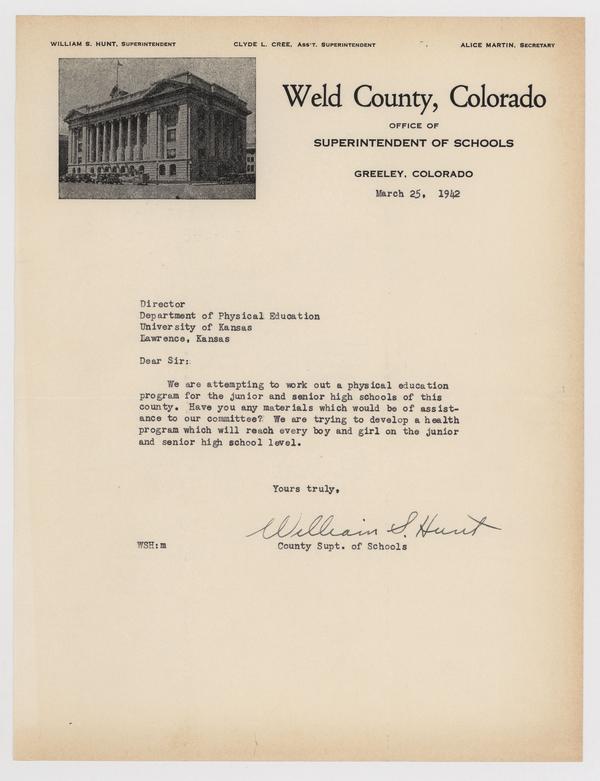 WILLIAM S. HUNT, SUPERINTENDENT CLYDE L. CREE, ASS'T. SUPERINTENDENT ALICE MARTIN, SECRETARY
Weld County, Colorado
OFFICE OF
SUPERINTENDENT OF SCHOOLS
GREELEY, COLORADO
March 25, 1942
Director
Department of Physical Education
University of Kansas
Lawrence, Kansas
Dear Sir:
We are attempting to work out a physical education
program for the junior and senior high schools of this
county. Have you any materials which would be of assist-
ance to our committee? We are trying to develop a health
program which will reach every boy and girl on the junior
and senior high school level.
Yours truly,
William S. Hunt
WSH:m County Supt. of Schools